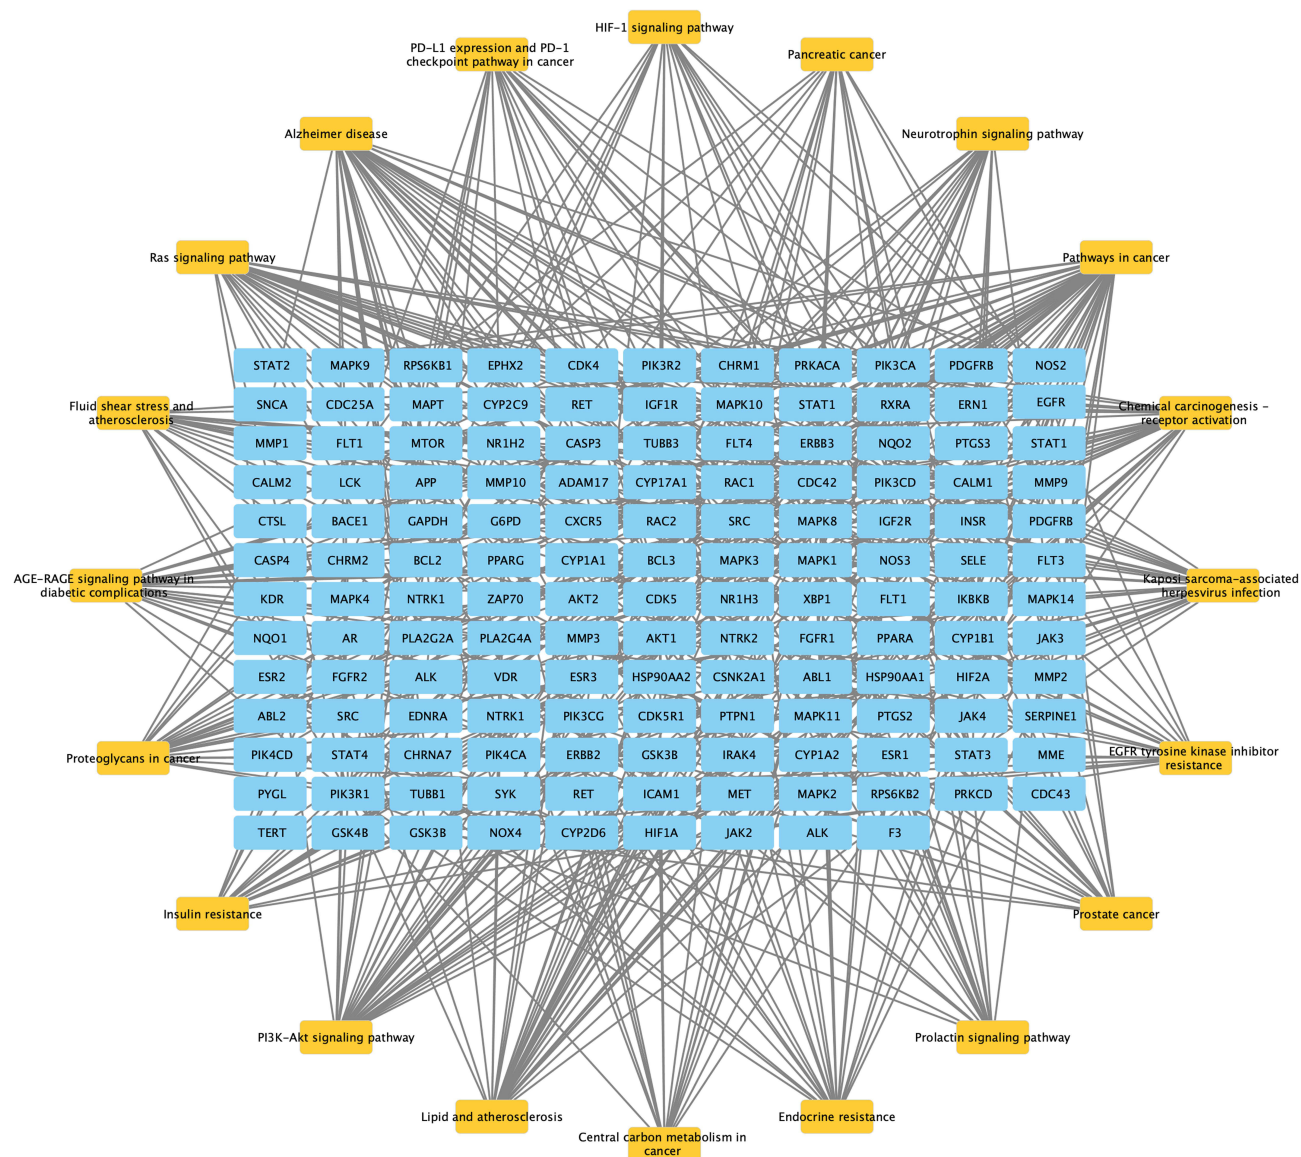 HIF-1 signaling pathway
PD-L1 expression and PD-1
checkpoint pathway in cancer
Pancreatic cancer
Alzheimer disease
Neurotrophin signaling pathway
Ras signaling pathway
Pathways in cancer
STAT2 MAPK9 RPS6KB1 EPHX2 CDK4 PIK3R2 CHRM1 PRKACA PIK3CA PDGFRB NOS2
SNCA CDC25A MAPT CYP2C9 RET IGF1R MAPK10 STAT1 RXRA ERN1 EGFR
Fluid shear stress and
atherosclerosis
Chemical carcinogenesis -
receptor activation
MMP1 FLT1 MTOR NR1H2 CASP3 TUBB3 FLT4 ERBB3 NQO2 PTGS3 STAT1
CALM2 LCK APP MMP10 ADAM17 CYP17A1 RAC1 CDC42 PIK3CD CALM1 MMP9
CTSL BACE1 GAPDH G6PD CXCR5 RAC2 SRC MAPK8 IGF2R INSR PDGFRB
CASP4 CHRM2 BCL2 PPARG CYP1A1 BCL3 MAPK3 MAPK1 NOS3 SELE FLT3
AGE-RAGE signaling pathway in
diabetic complications
Kaposi sarcoma-associated
herpesvirus infection
KDR MAPK4 NTRK1 ZAP70 AKT2 CDK5 NR1H3 XBP1 FLT1 IKBKB MAPK14
NQO1 AR PLA2G2A PLA2G4A MMP3 AKT1 NTRK2 FGFR1 PPARA CYP1B1 JAK3
ESR2 FGFR2 ALK VDR ESR3 HSP90AA2 CSNK2A1 ABL1 HSP90AA1 HIF2A MMP2
ABL2 SRC EDNRA NTRK1 PIK3CG CDK5R1 PTPN1 MAPK11 PTGS2 JAK4 SERPINE1
PIK4CD STAT4 CHRNA7 PIK4CA ERBB2 GSK3B IRAK4 CYP1A2 ESR1 STAT3 MME
Proteoglycans in cancer
EGFR tyrosine kinase inhibitor
resistance
PYGL PIK3R1 TUBB1 SYK RET ICAM1 MET MAPK2 RPS6KB2 PRKCD CDC43
TERT GSK4B GSK3B NOX4 CYP2D6 HIF1A JAK2 ALK F3
Insulin resistance
Prostate cancer
PI3K-Akt signaling pathway
Prolactin signaling pathway
Lipid and atherosclerosis
Endocrine resistance
Central carbon metabolism in
cancer